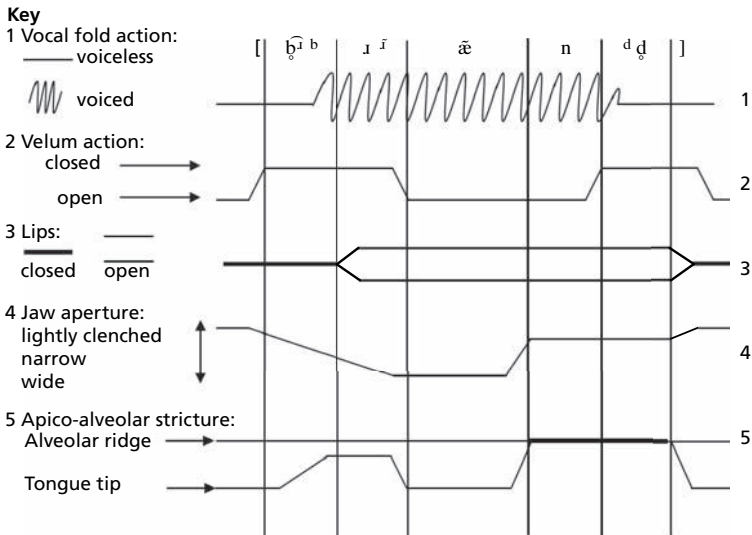 Key
1 Vocal fold action:
voiceless
voiced
2 Velum action:
closed
open
3 Lips:
closed open
4 Jaw aperture:
lightly clenched
narrow
wide
5 Apico-alveolar stricture:
Alveolar ridge
Tongue tip
[ b̥͡ɹ ᵇ ɹ ɹ̃ æ̃ n ᵈ d̥ ]
1
2
3
4
5